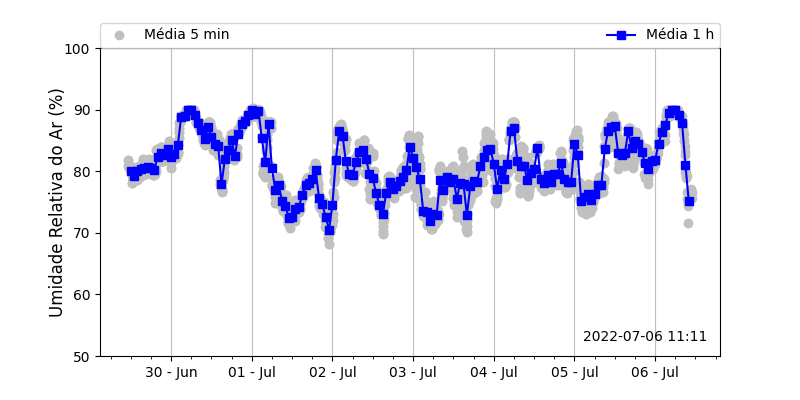 Média 5 min
Média 1 h
Umidade Relativa do Ar (%)
100
90
80
70
60
50
2022-07-06 11:11
30 - Jun
01 - Jul
02 - Jul
03 - Jul
04 - Jul
05 - Jul
06 - Jul